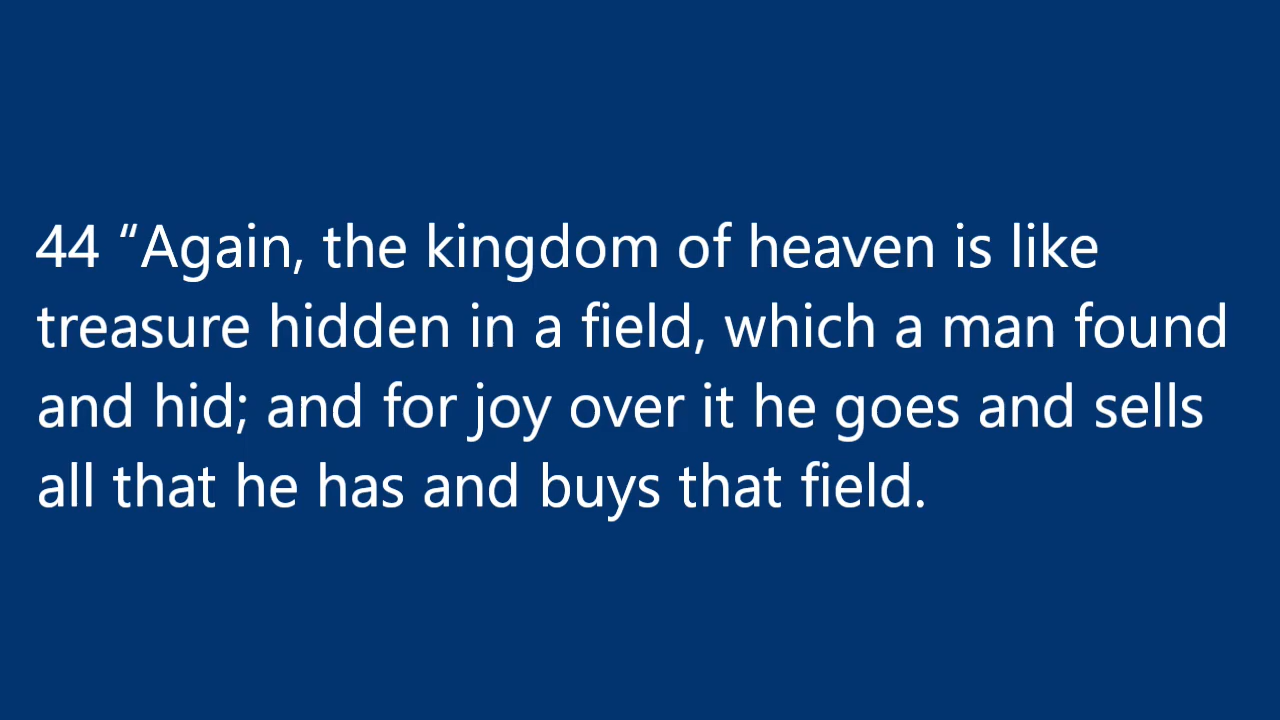 44 “Again, the kingdom of heaven is like
treasure hidden in a field, which a man found
and hid; and for joy over it he goes and sells
all that he has and buys that field.